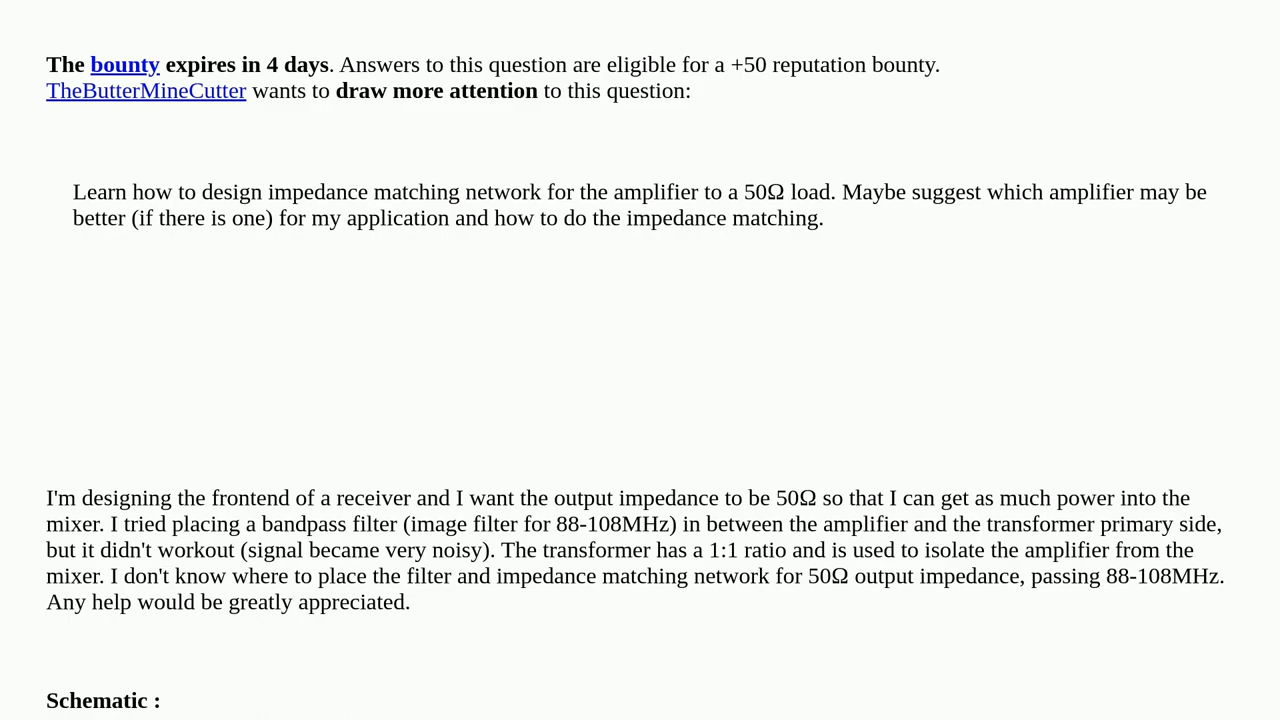 The bounty expires in 4 days. Answers to this question are eligible for a +50 reputation bounty.
TheButterMineCutter wants to draw more attention to this question:
Learn how to design impedance matching network for the amplifier to a 50Ω load. Maybe suggest which amplifier may be
better (if there is one) for my application and how to do the impedance matching.
I'm designing the frontend of a receiver and I want the output impedance to be 50Ω so that I can get as much power into the
mixer. I tried placing a bandpass filter (image filter for 88-108MHz) in between the amplifier and the transformer primary side,
but it didn't workout (signal became very noisy). The transformer has a 1:1 ratio and is used to isolate the amplifier from the
mixer. I don't know where to place the filter and impedance matching network for 50Ω output impedance, passing 88-108MHz.
Any help would be greatly appreciated.
Schematic :